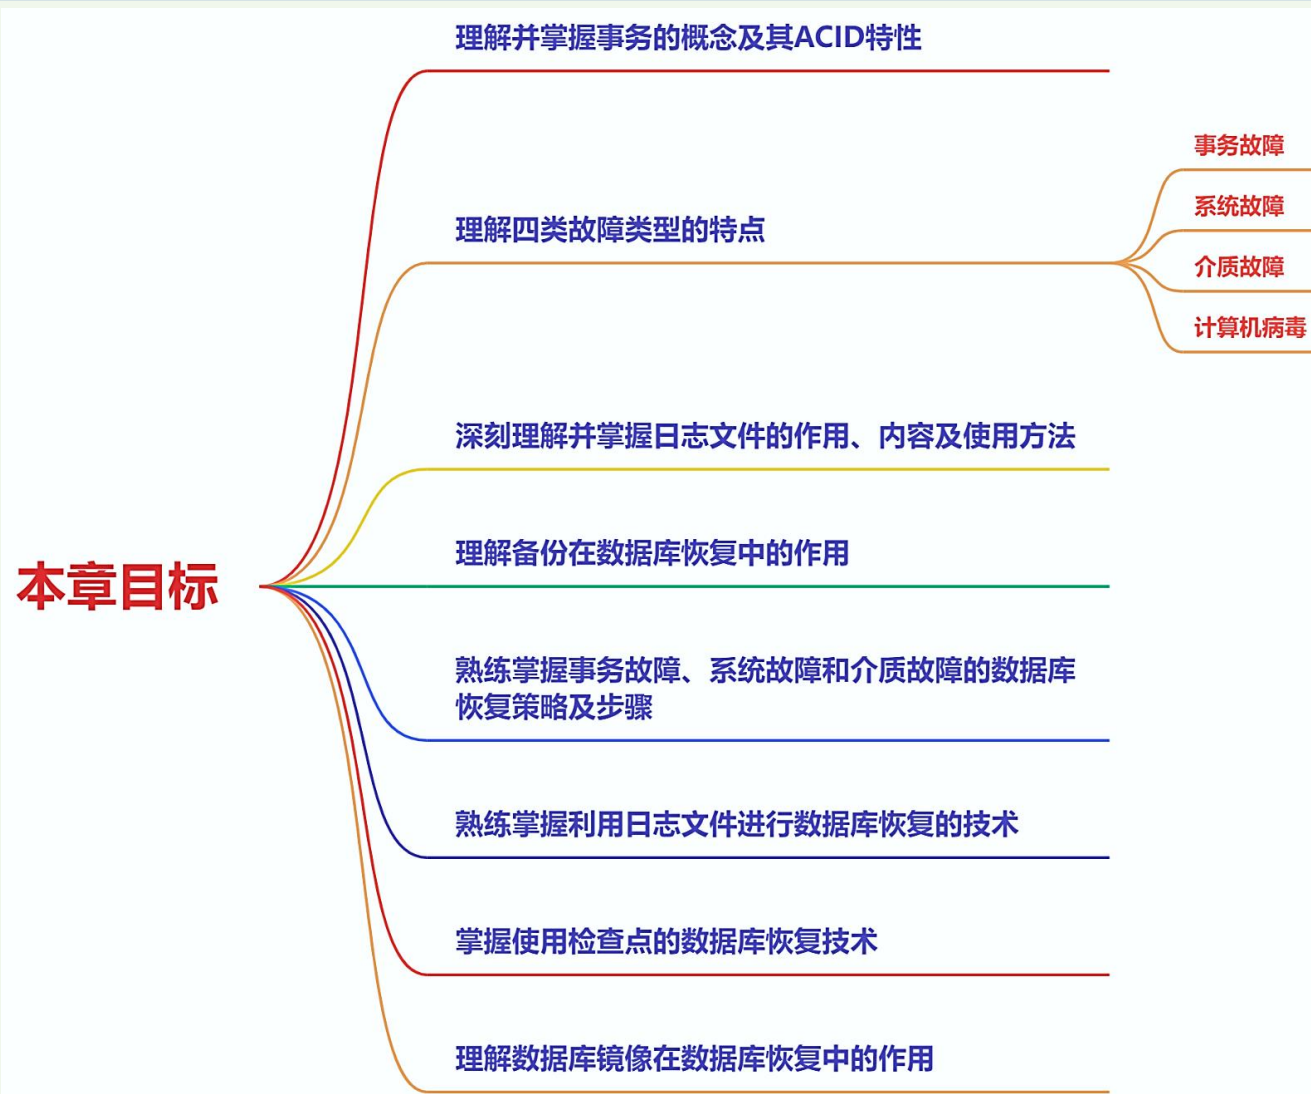 理解并掌握事务的概念及其ACID特性
事务故障
系统故障
理解四类故障类型的特点
介质故障
计算机病毒
深刻理解并掌握日志文件的作用、内容及使用方法
理解备份在数据库恢复中的作用
本章目标
熟练掌握事务故障、系统故障和介质故障的数据库
恢复策略及步骤
熟练掌握利用日志文件进行数据库恢复的技术
掌握使用检查点的数据库恢复技术
理解数据库镜像在数据库恢复中的作用